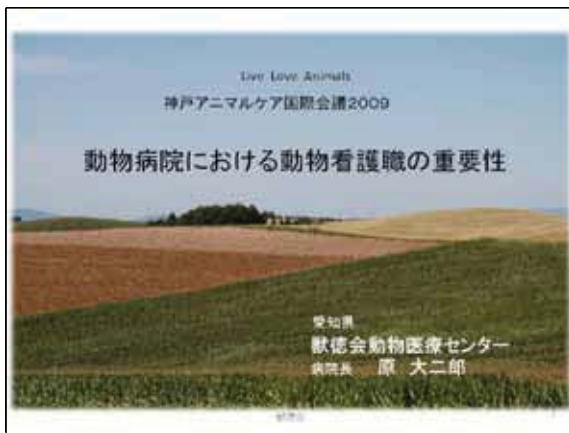 Live Love Animals
神戸アニマルケア国際会議2009
動物病院における動物看護職の重要性
愛知県
獣徳会動物医療センター
病院長 原 大二郎